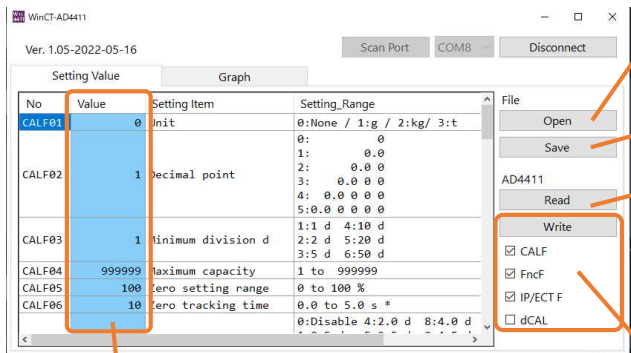 WinCT-AD4411
Ver. 1.05-2022-05-16
Scan Port
COM8
Disconnect
Setting Value
Graph
No Value Setting Item Setting_Range
CALF01 0 Unit 0:None / 1:g / 2:kg/ 3:t
0: 0
1: 0.0
2: 0.0 0
CALF02 1 Decimal point 3: 0.0 0 0
4: 0.0 0 0 0
5:0.0 0 0 0 0
1:1 d 4:10 d
CALF03 1 Minimum division d 2:2 d 5:20 d
3:5 d 6:50 d
CALF04 999999 Maximum capacity 1 to 999999
CALF05 100 Zero setting range 0 to 100 %
CALF06 10 Zero tracking time 0.0 to 5.0 s *
0:Disable 4:2.0 d 8:4.0 d
File
Open
Save
AD4411
Read
Write
CALF
FncF
IP/ECT F
dCAL